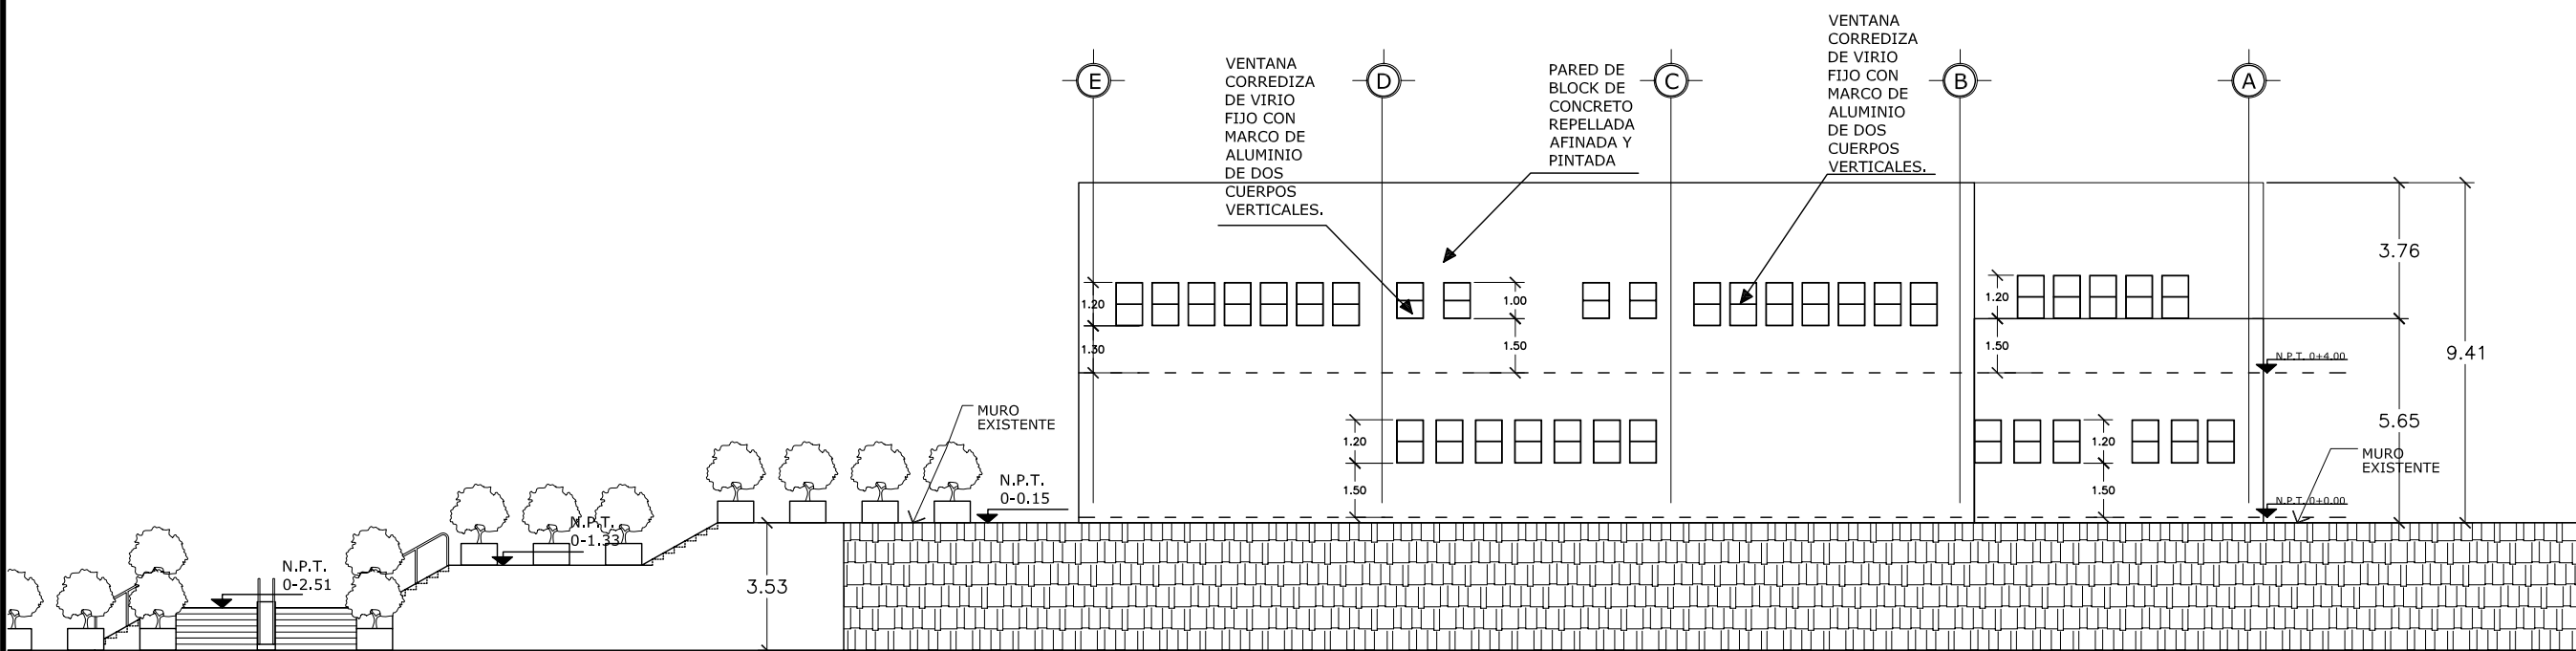 E
D
C
B
A
VENTANA
CORREDIZA
DE VIRIO
FIJO CON
MARCO DE
ALUMINIO
DE DOS
CUERPOS
VERTICALES.
PARED DE
BLOCK DE
CONCRETO
REPELLADA
AFINADA Y
PINTADA
VENTANA
CORREDIZA
DE VIRIO
FIJO CON
MARCO DE
ALUMINIO
DE DOS
CUERPOS
VERTICALES.
1.20
1.30
1.00
1.50
1.20
1.50
3.76
9.41
5.65
N.P.T. 0+4.00
1.20
1.50
1.20
1.50
MURO
EXISTENTE
N.P.T. 0+0.00
MURO
EXISTENTE
N.P.T.
0-0.15
N.P.T.
0-1.33
N.P.T.
0-2.51
3.53